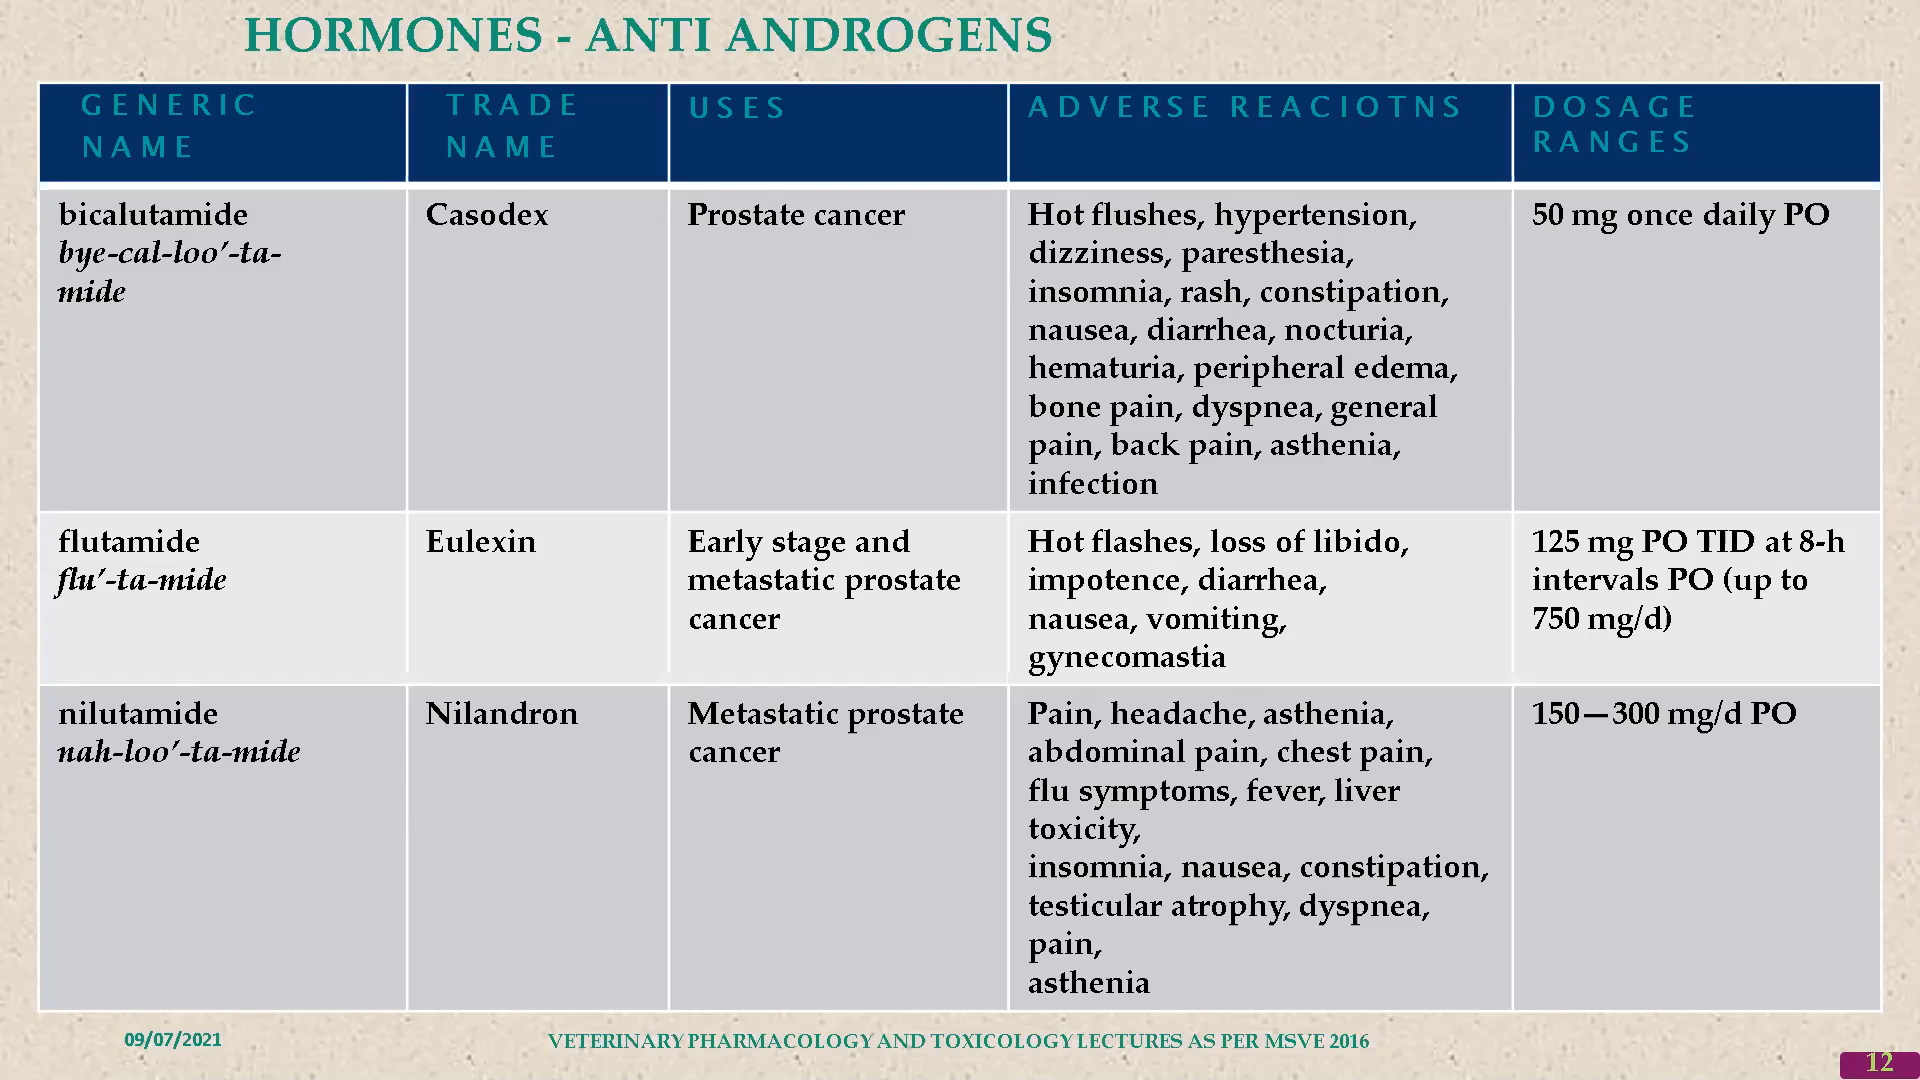 HORMONES - ANTI ANDROGENS
GENERIC
NAME
TRADE
NAME
USES
ADVERSE REACIOTNS
DOSAGE
RANGES
bicalutamide
bye-cal-loo’-ta-
mide
Casodex
Prostate cancer
Hot flushes, hypertension,
dizziness, paresthesia,
insomnia, rash, constipation,
nausea, diarrhea, nocturia,
hematuria, peripheral edema,
bone pain, dyspnea, general
pain, back pain, asthenia,
infection
50 mg once daily PO
flutamide
flu’-ta-mide
Eulexin
Early stage and
metastatic prostate
cancer
Hot flashes, loss of libido,
impotence, diarrhea,
nausea, vomiting,
gynecomastia
125 mg PO TID at 8-h
intervals PO (up to
750 mg/d)
nilutamide
nah-loo’-ta-mide
Nilandron
Metastatic prostate
cancer
Pain, headache, asthenia,
abdominal pain, chest pain,
flu symptoms, fever, liver
toxicity,
insomnia, nausea, constipation,
testicular atrophy, dyspnea,
pain,
asthenia
150—300 mg/d PO
09/07/2021
VETERINARY PHARMACOLOGY AND TOXICOLOGY LECTURES AS PER MSVE 2016
12